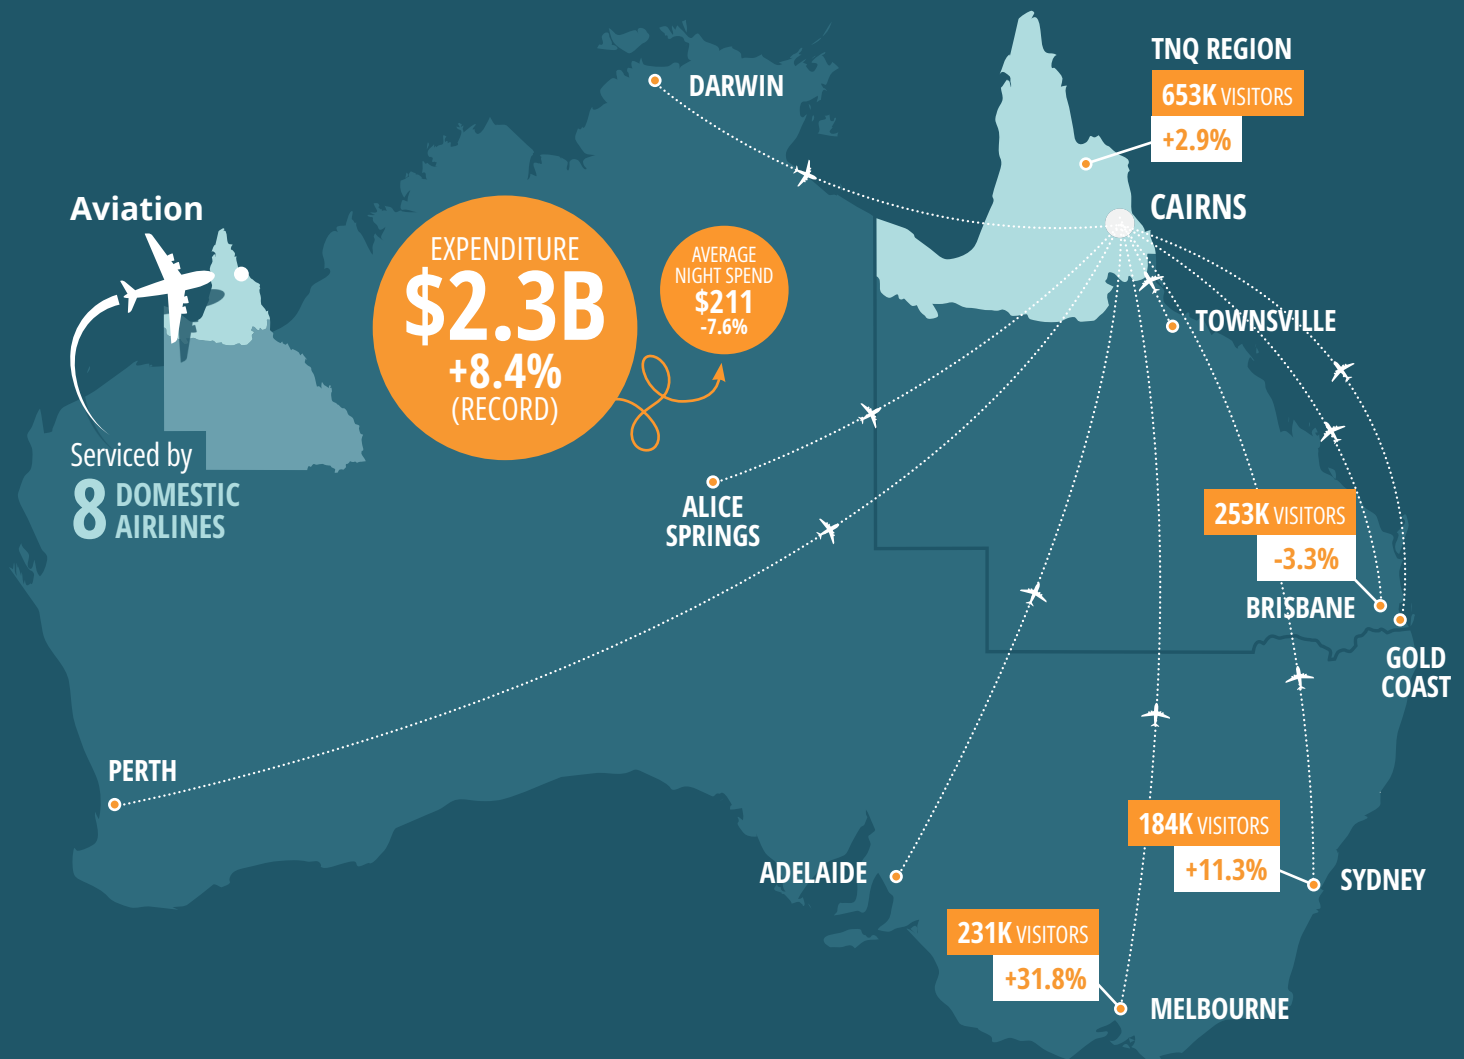 TNQ REGION
653K VISITORS
+2.9%
DARWIN
CAIRNS
Aviation
EXPENDITURE
$2.3B
+8.4%
(RECORD)
AVERAGE
NIGHT SPEND
$211
-7.6%
TOWNSVILLE
Serviced by
8 DOMESTIC
AIRLINES
ALICE
SPRINGS
253K VISITORS
-3.3%
BRISBANE
GOLD
COAST
PERTH
184K VISITORS
+11.3%
SYDNEY
ADELAIDE
231K VISITORS
+31.8%
MELBOURNE